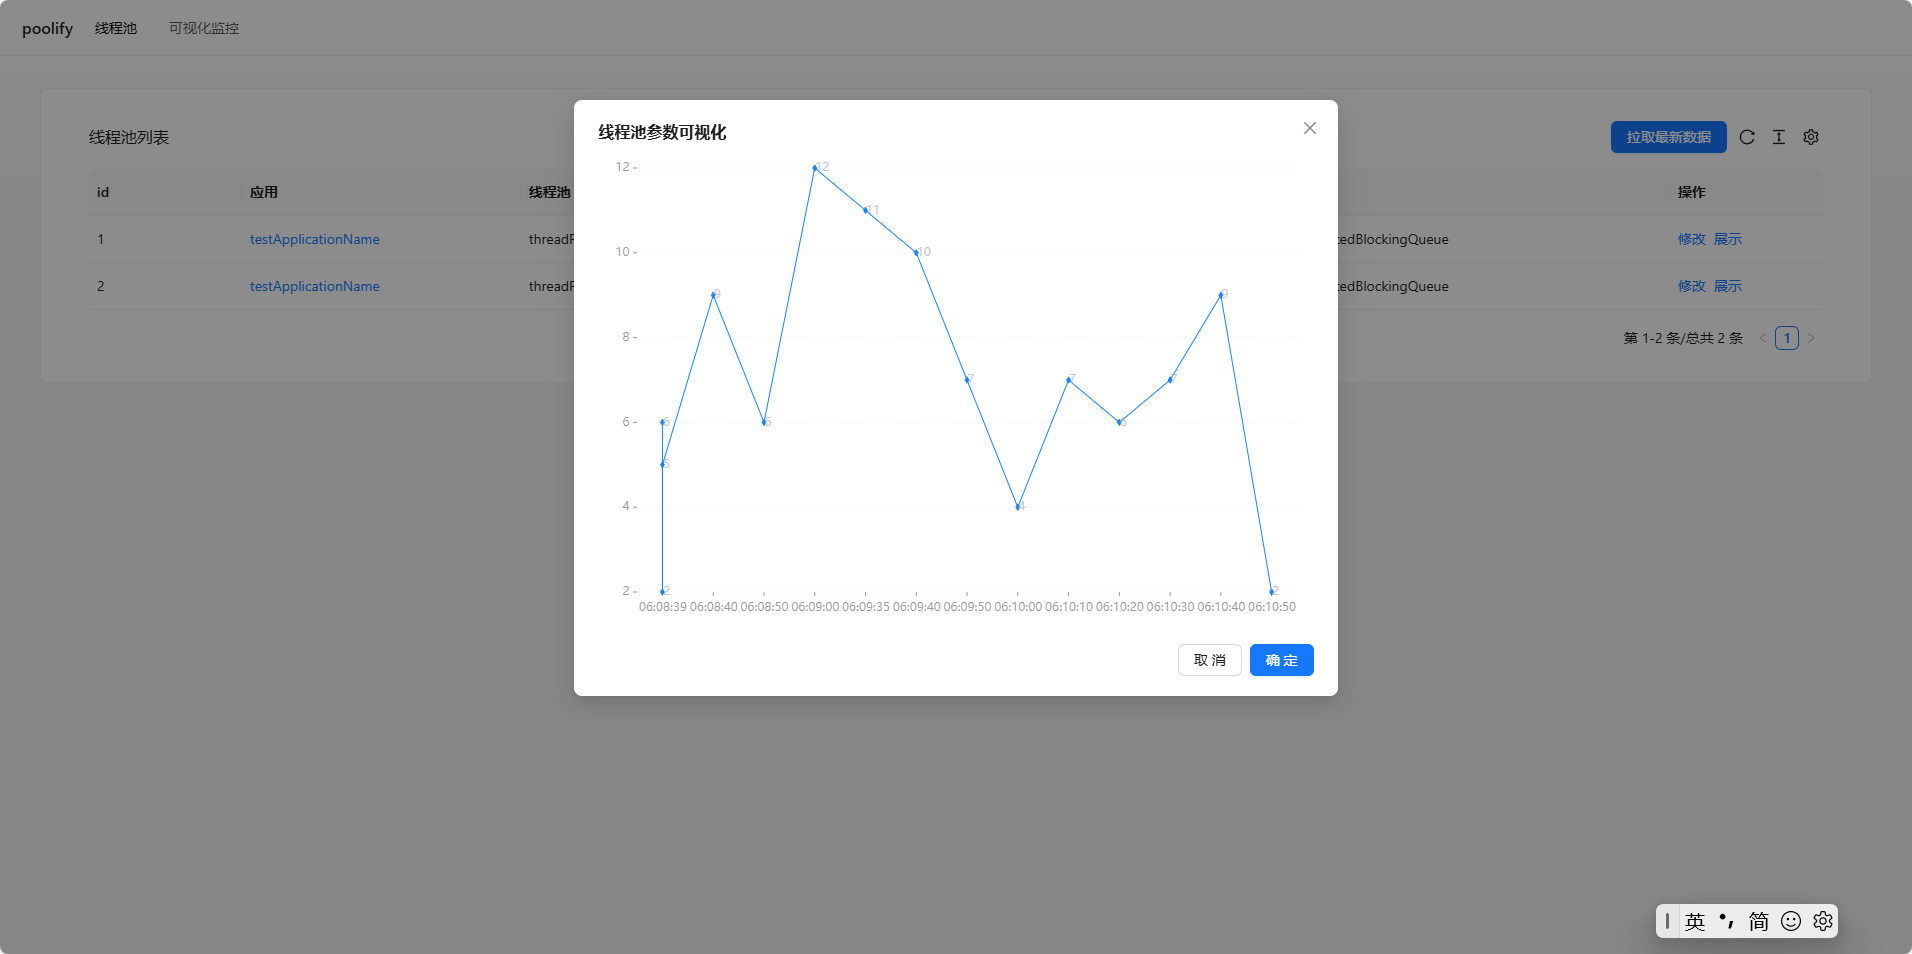 poolify 线程池 可视化监控
线程池列表
拉取最新数据
id 应用 线程池 操作
1 testApplicationName threadP kedBlockingQueue 修改 展示
2 testApplicationName threadP kedBlockingQueue 修改 展示
第 1-2 条/总共 2 条 < 1 >
线程池参数可视化
12
10
8
6
4
2
6
5
2
9
6
12
11
10
7
4
7
6
7
9
2
06:08:39 06:08:40 06:08:50 06:09:00 06:09:35 06:09:40 06:09:50 06:10:00 06:10:10 06:10:20 06:10:30 06:10:40 06:10:50
取 消 确 定
英 •, 简